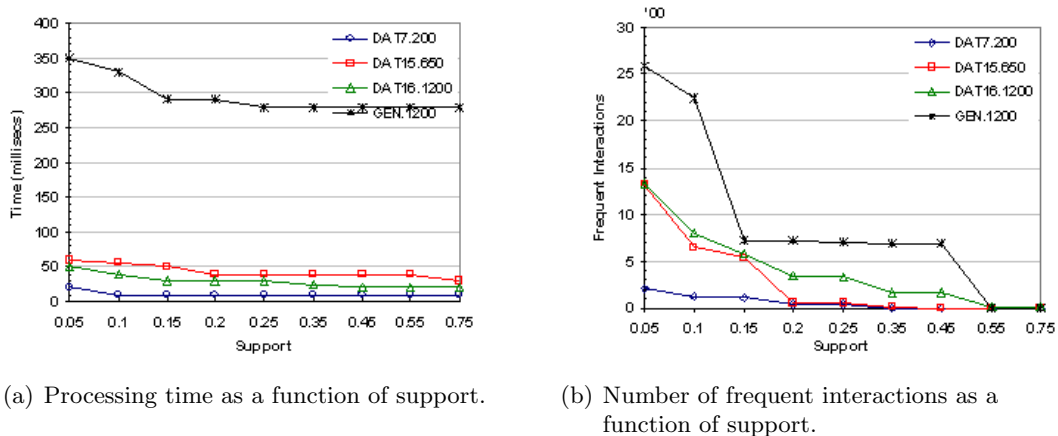 400
350
300
250
200
150
100
50
0
Time (millisecs)
DAT7.200
DAT15.650
DAT16.1200
GEN.1200
0.05 0.1 0.15 0.2 0.25 0.35 0.45 0.55 0.75
Support
'00
30
25
20
15
10
5
0
Frequent Interactions
DAT7.200
DAT15.650
DAT16.1200
GEN.1200
0.05 0.1 0.15 0.2 0.25 0.35 0.45 0.55 0.75
Support
(a) Processing time as a function of support.
(b) Number of frequent interactions as a
function of support.